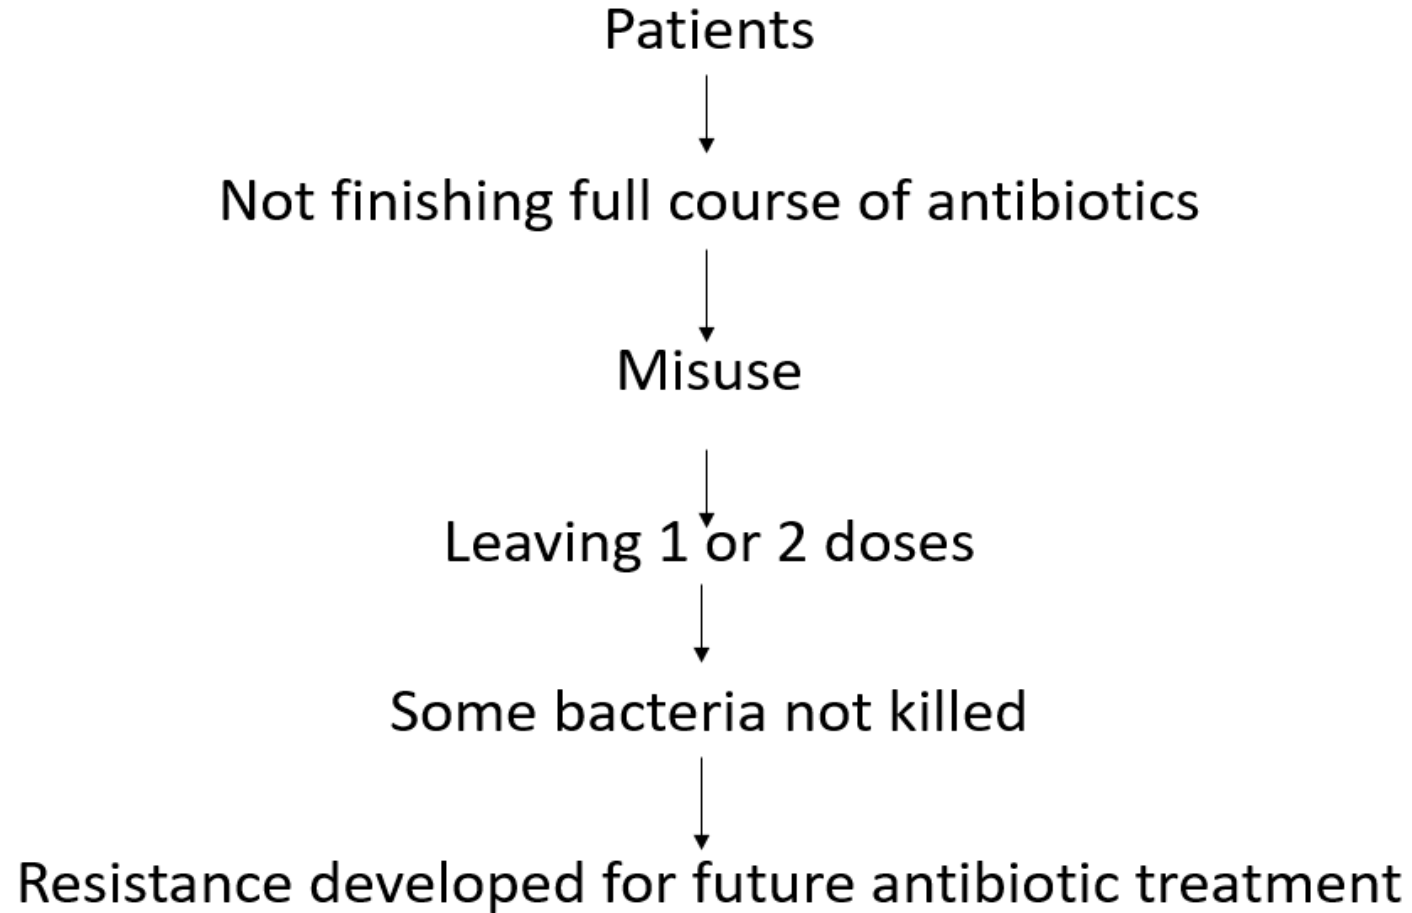 Patients
Not finishing full course of antibiotics
Misuse
Leaving 1 or 2 doses
Some bacteria not killed
Resistance developed for future antibiotic treatment